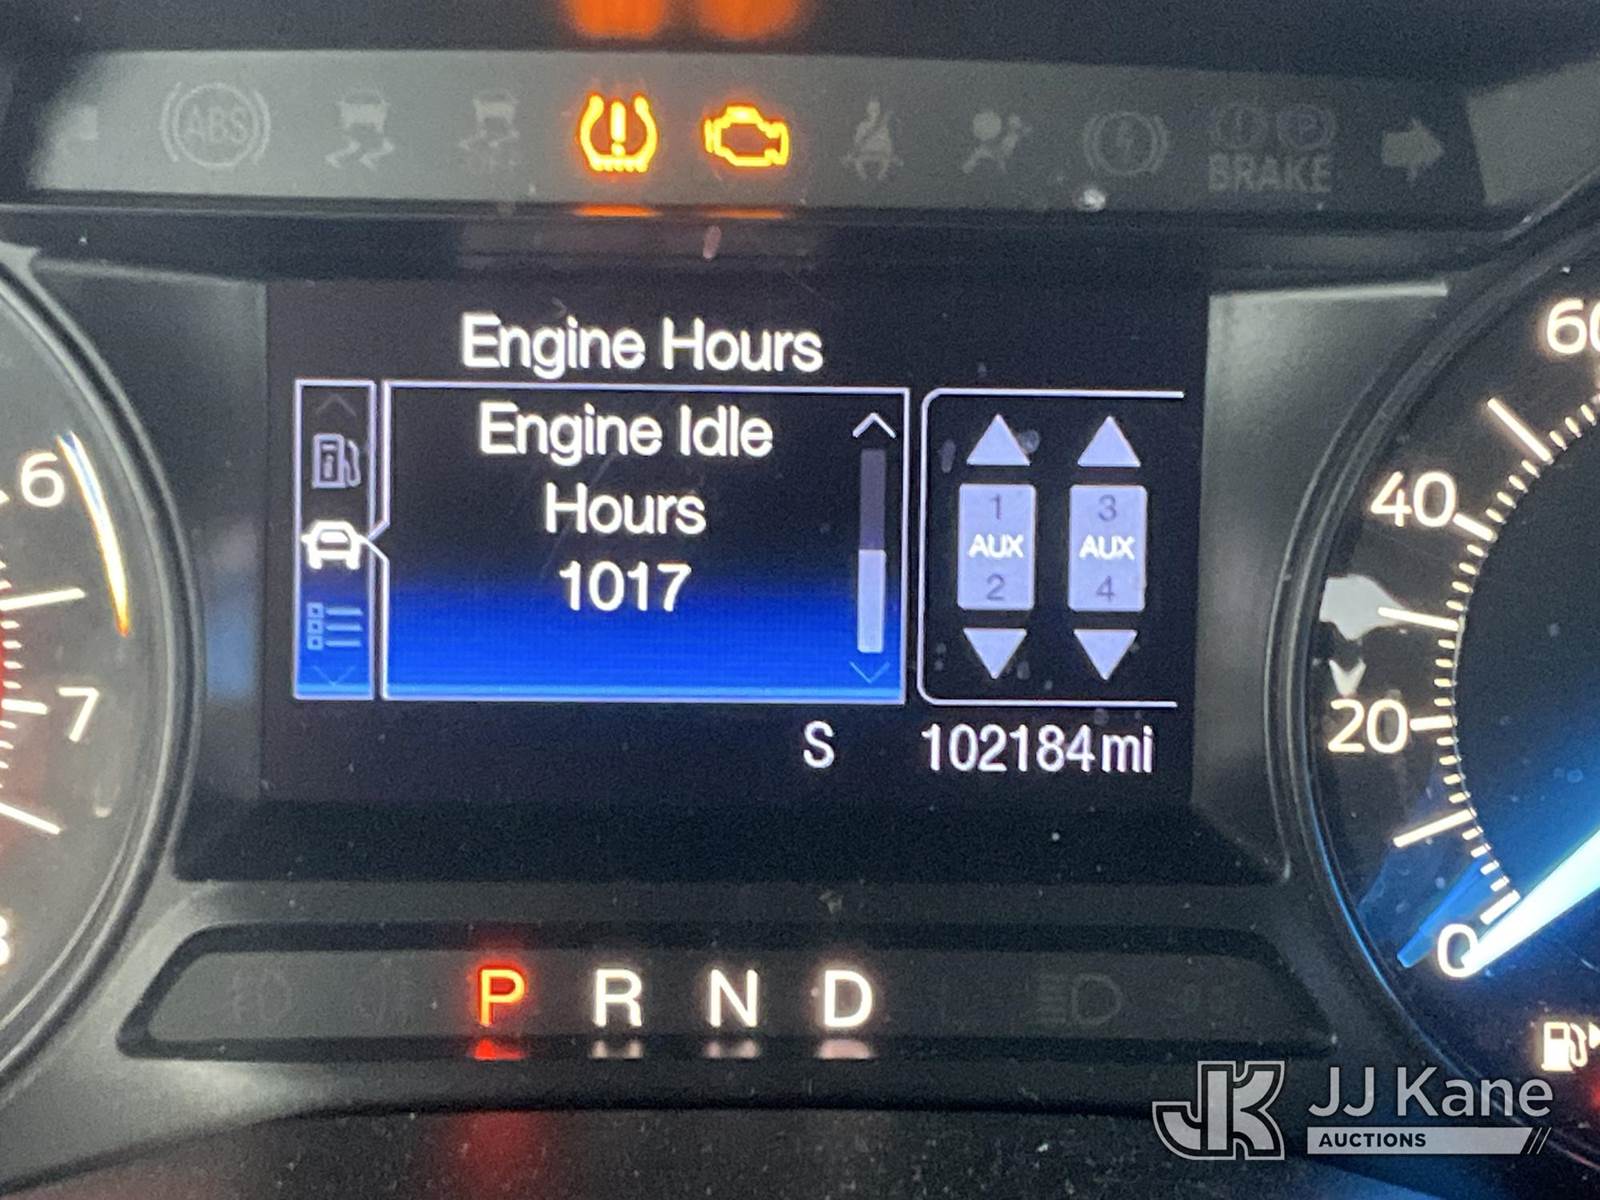 ABS
BRAKE
Engine Hours
Engine Idle
Hours
1017
1
AUX
2
3
AUX
4
S
102184mi
6
7
60
40
20
0
P R N D
JK
JJ Kane
AUCTIONS